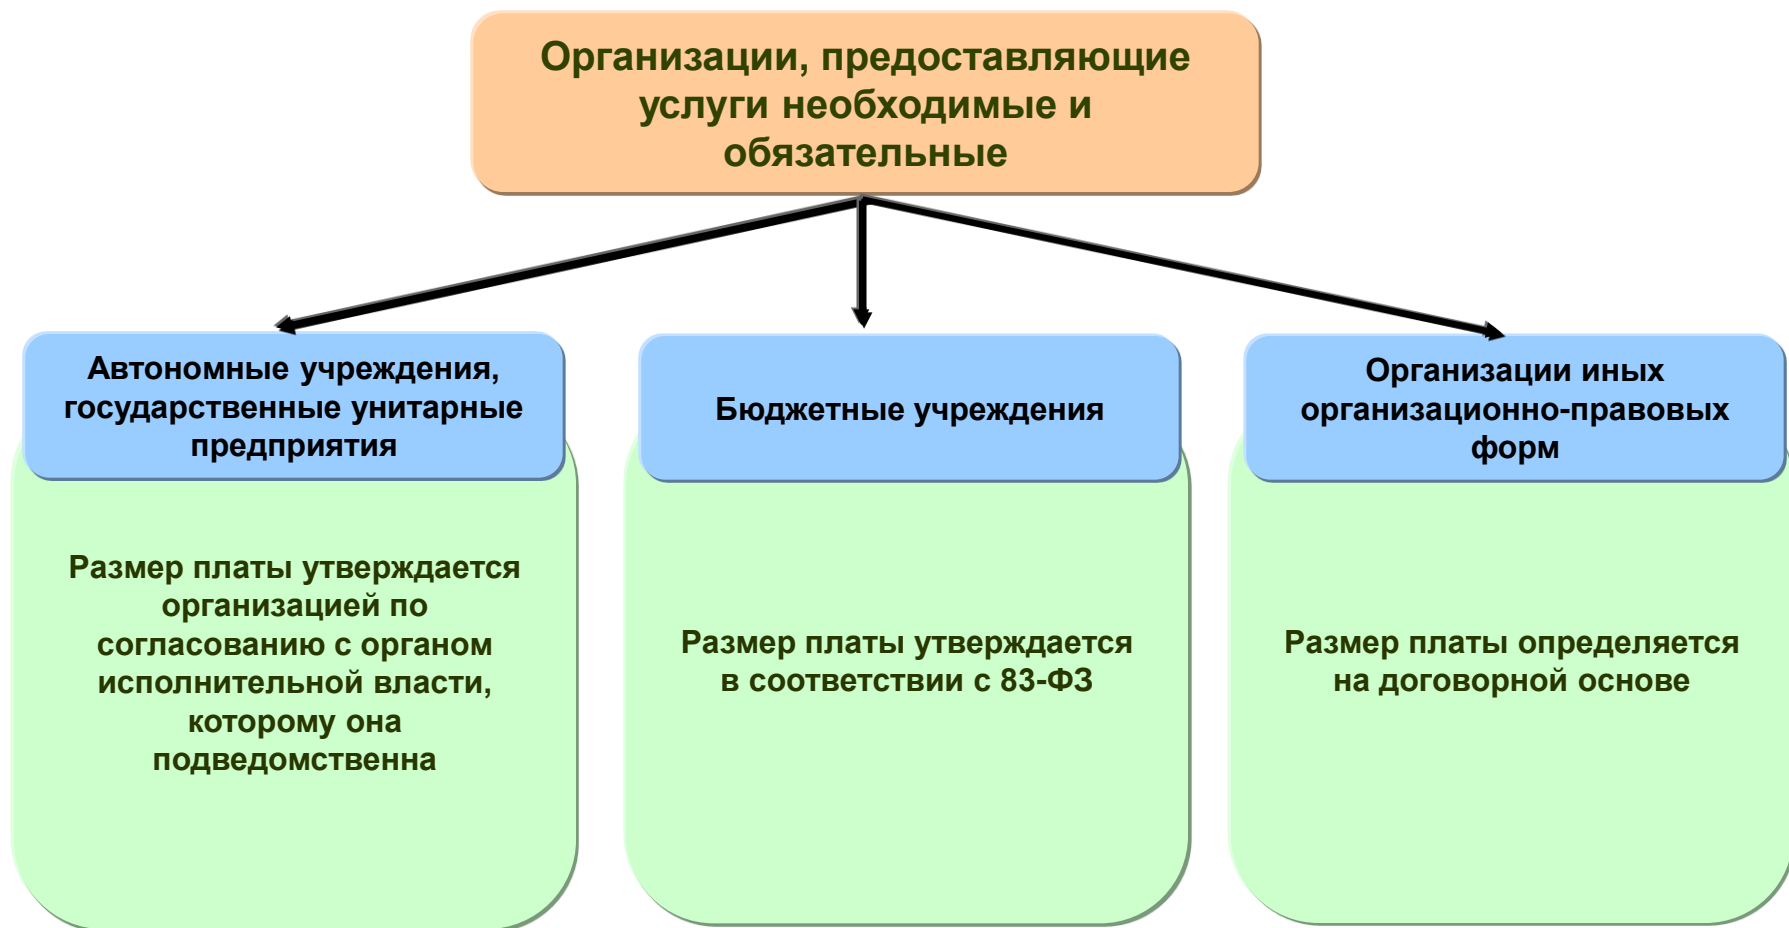 Организации, предоставляющие
услуги необходимые и
обязательные
Автономные учреждения,
государственные унитарные
предприятия
Размер платы утверждается
организацией по
согласованию с органом
исполнительной власти,
которому она
подведомственна
Бюджетные учреждения
Размер платы утверждается
в соответствии с 83-ФЗ
Организации иных
организационно-правовых
форм
Размер платы определяется
на договорной основе